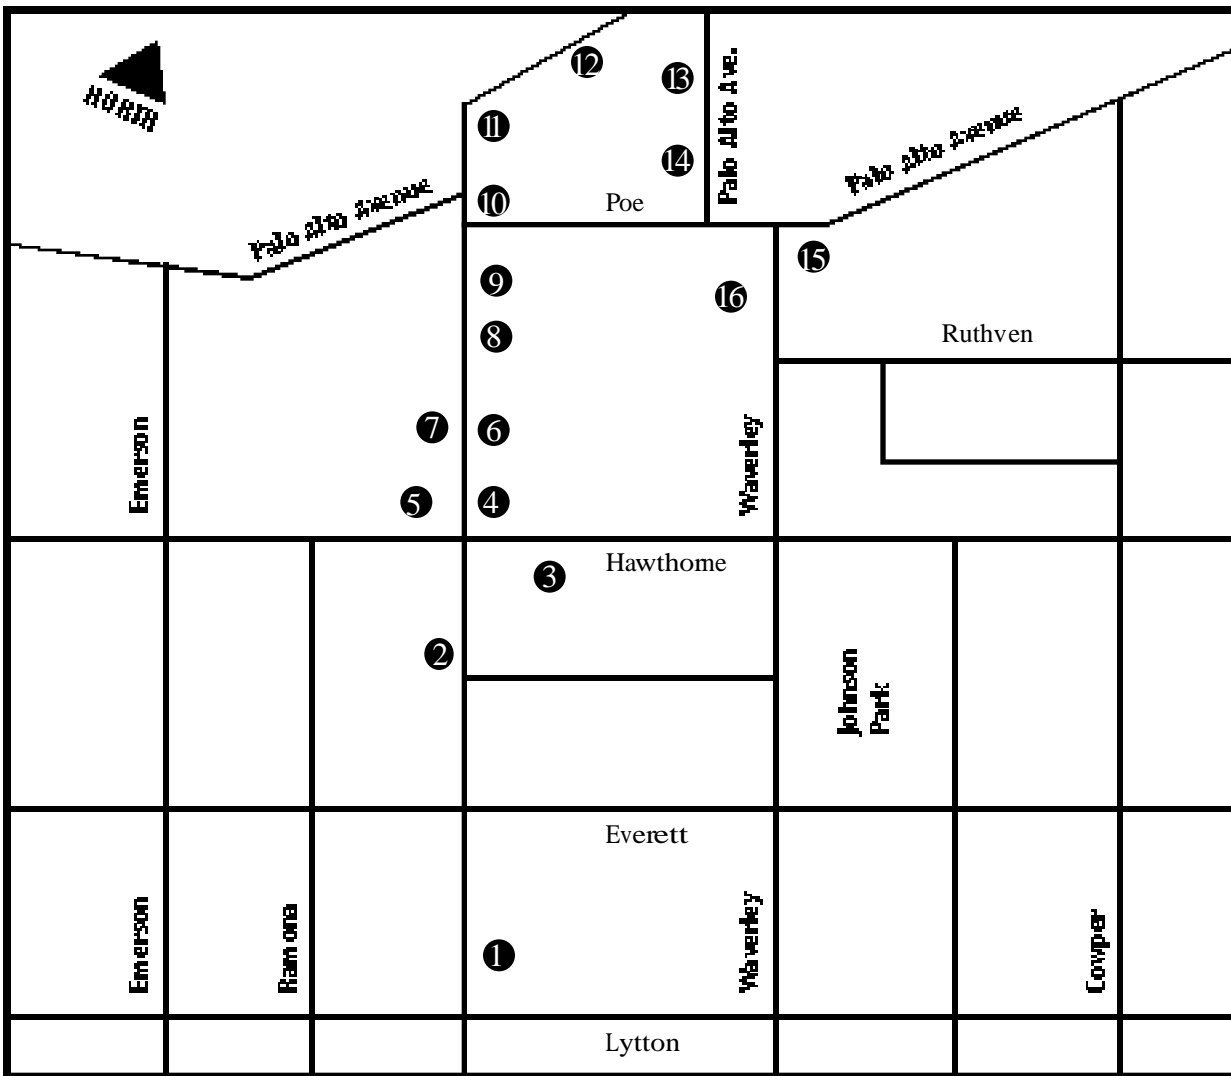 NORTH
12
13
Palo Alto Ave.
11
Palo Alto Avenue
14
10
Poe
Palo Alto Avenue
15
9
16
8
Ruthven
Emerson
7
6
Waverley
5
4
Hawthorne
3
2
Johnson
Park
Everett
Emerson
Ramona
1
Waverley
Cowper
Lytton